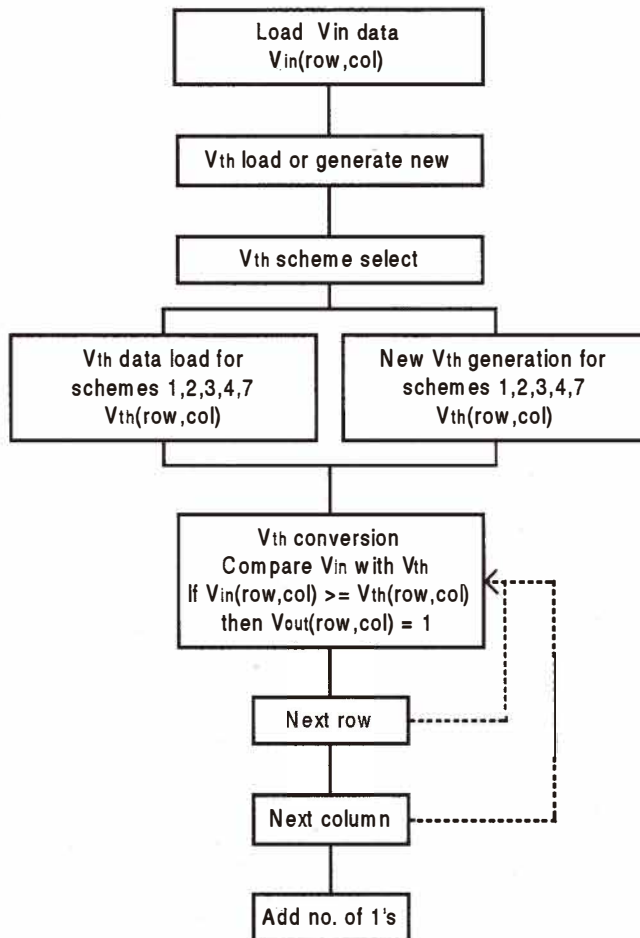 Load Vin data
Vin(row,col)
Vth load or generate new
Vth scheme select
Vth data load for
schemes 1,2,3,4,7
Vth(row,col)
New Vth generation for
schemes 1,2,3,4,7
Vth(row,col)
Vth conversion
Compare Vin with Vth
If Vin(row,col) >= Vth(row,col)
then Vout(row,col) = 1
Next row
Next column
Add no. of 1's